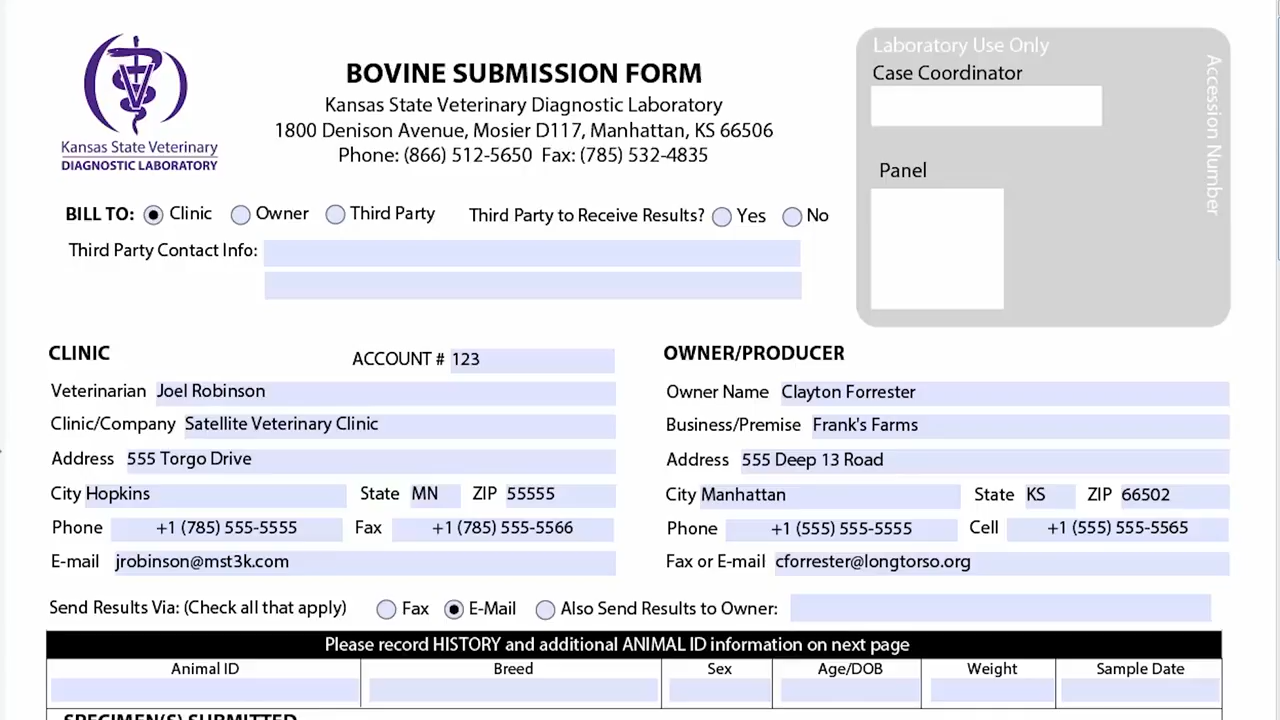 Kansas State Veterinary
DIAGNOSTIC LABORATORY
BOVINE SUBMISSION FORM
Kansas State Veterinary Diagnostic Laboratory
1800 Denison Avenue, Mosier D117, Manhattan, KS 66506
Phone: (866) 512-5650 Fax: (785) 532-4835
Laboratory Use Only
Case Coordinator
Panel
Accession Number
BILL TO: Clinic Owner Third Party Third Party to Receive Results? Yes No
Third Party Contact Info:
CLINIC
ACCOUNT # 123
Veterinarian Joel Robinson
Clinic/Company Satellite Veterinary Clinic
Address 555 Torgo Drive
City Hopkins State MN ZIP 55555
Phone +1 (785) 555-5555 Fax +1 (785) 555-5566
E-mail jrobinson@mst3k.com
OWNER/PRODUCER
Owner Name Clayton Forrester
Business/Premise Frank's Farms
Address 555 Deep 13 Road
City Manhattan State KS ZIP 66502
Phone +1 (555) 555-5555 Cell +1 (555) 555-5565
Fax or E-mail cforrester@longtorso.org
Send Results Via: (Check all that apply) Fax E-Mail Also Send Results to Owner:
Please record HISTORY and additional ANIMAL ID information on next page
Animal ID Breed Sex Age/DOB Weight Sample Date
SPECIMEN(S) SUBMITTED